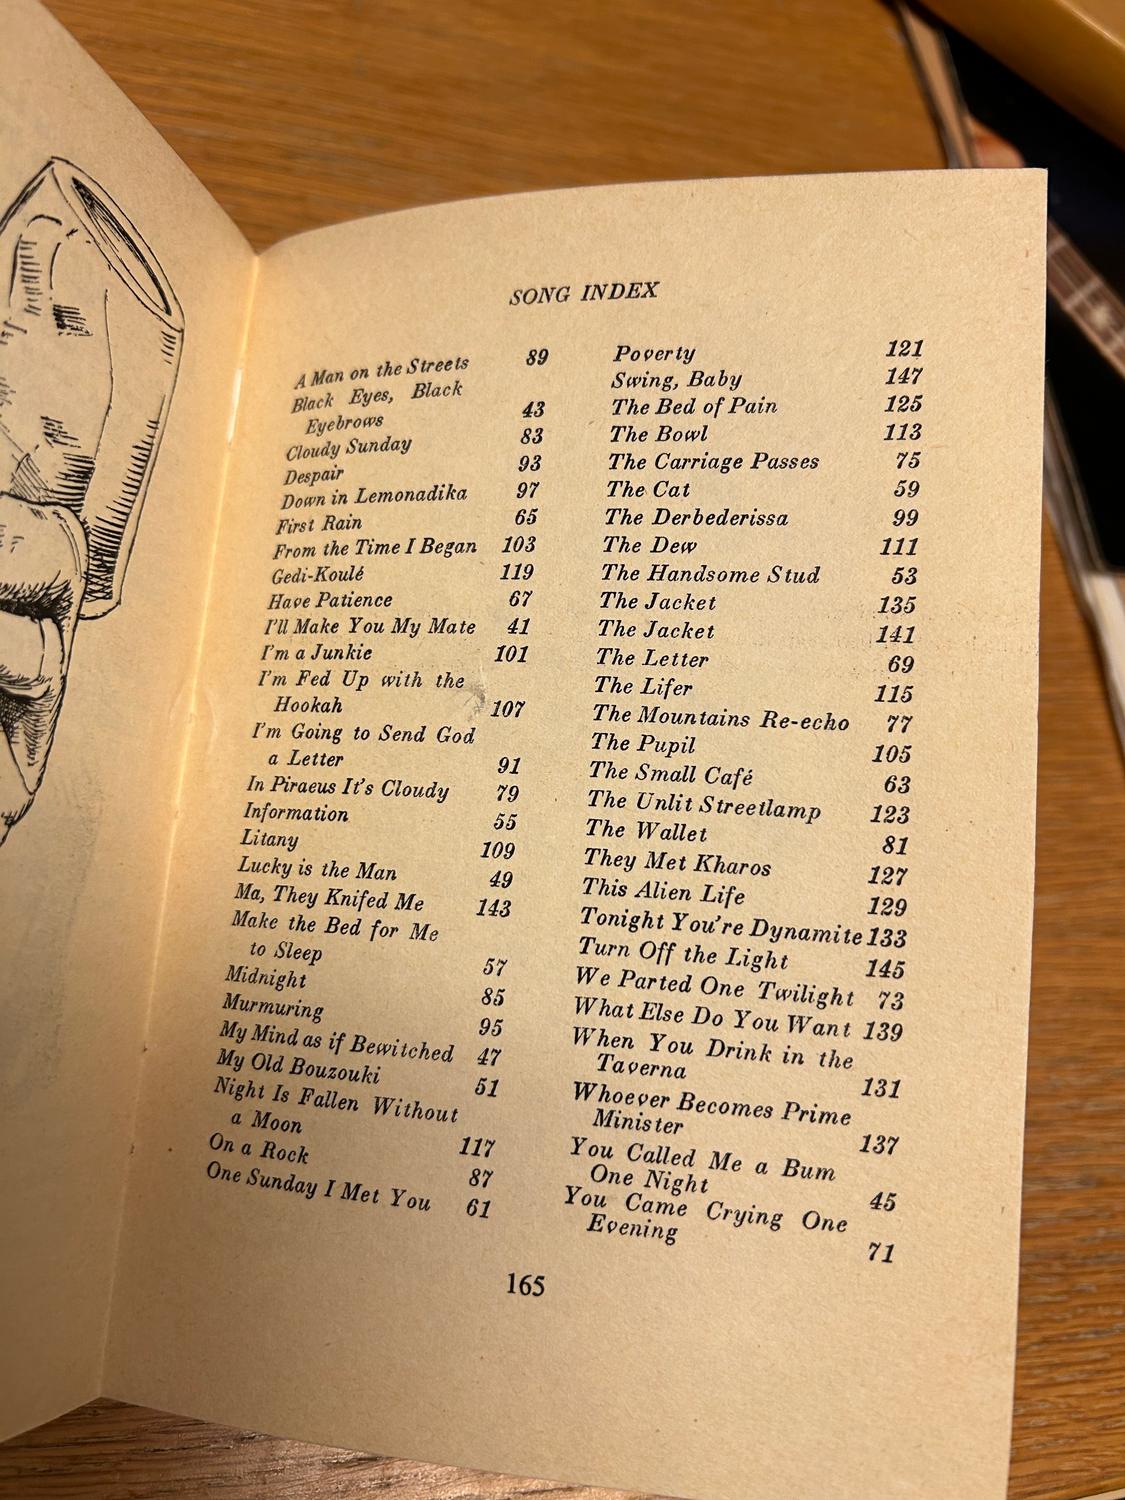 SONG INDEX
A Man on the Streets 89
Black Eyes, Black
Eyebrows 43
Cloudy Sunday 83
Despair 93
Down in Lemonadika 97
First Rain 65
From the Time I Began 103
Gedi-Koulé 119
Have Patience 67
I'll Make You My Mate 41
I'm a Junkie 101
I'm Fed Up with the
Hookah 107
I'm Going to Send God
a Letter 91
In Piraeus It's Cloudy 79
Information 55
Litany 109
Lucky is the Man 49
Ma, They Knifed Me 143
Make the Bed for Me
to Sleep 57
Midnight 85
Murmuring 95
My Mind as if Bewitched 47
My Old Bouzouki 51
Night Is Fallen Without
a Moon 117
On a Rock 87
One Sunday I Met You 61
Poverty 121
Swing, Baby 147
The Bed of Pain 125
The Bowl 113
The Carriage Passes 75
The Cat 59
The Derbederissa 99
The Dew 111
The Handsome Stud 53
The Jacket 135
The Jacket 141
The Letter 69
The Lifer 115
The Mountains Re-echo 77
The Pupil 105
The Small Café 63
The Unlit Streetlamp 123
The Wallet 81
They Met Kharos 127
This Alien Life 129
Tonight You're Dynamite 133
Turn Off the Light 145
We Parted One Twilight 73
What Else Do You Want 139
When You Drink in the
Taverna 131
Whoever Becomes Prime
Minister 137
You Called Me a Bum
One Night 45
You Came Crying One
Evening 71
165